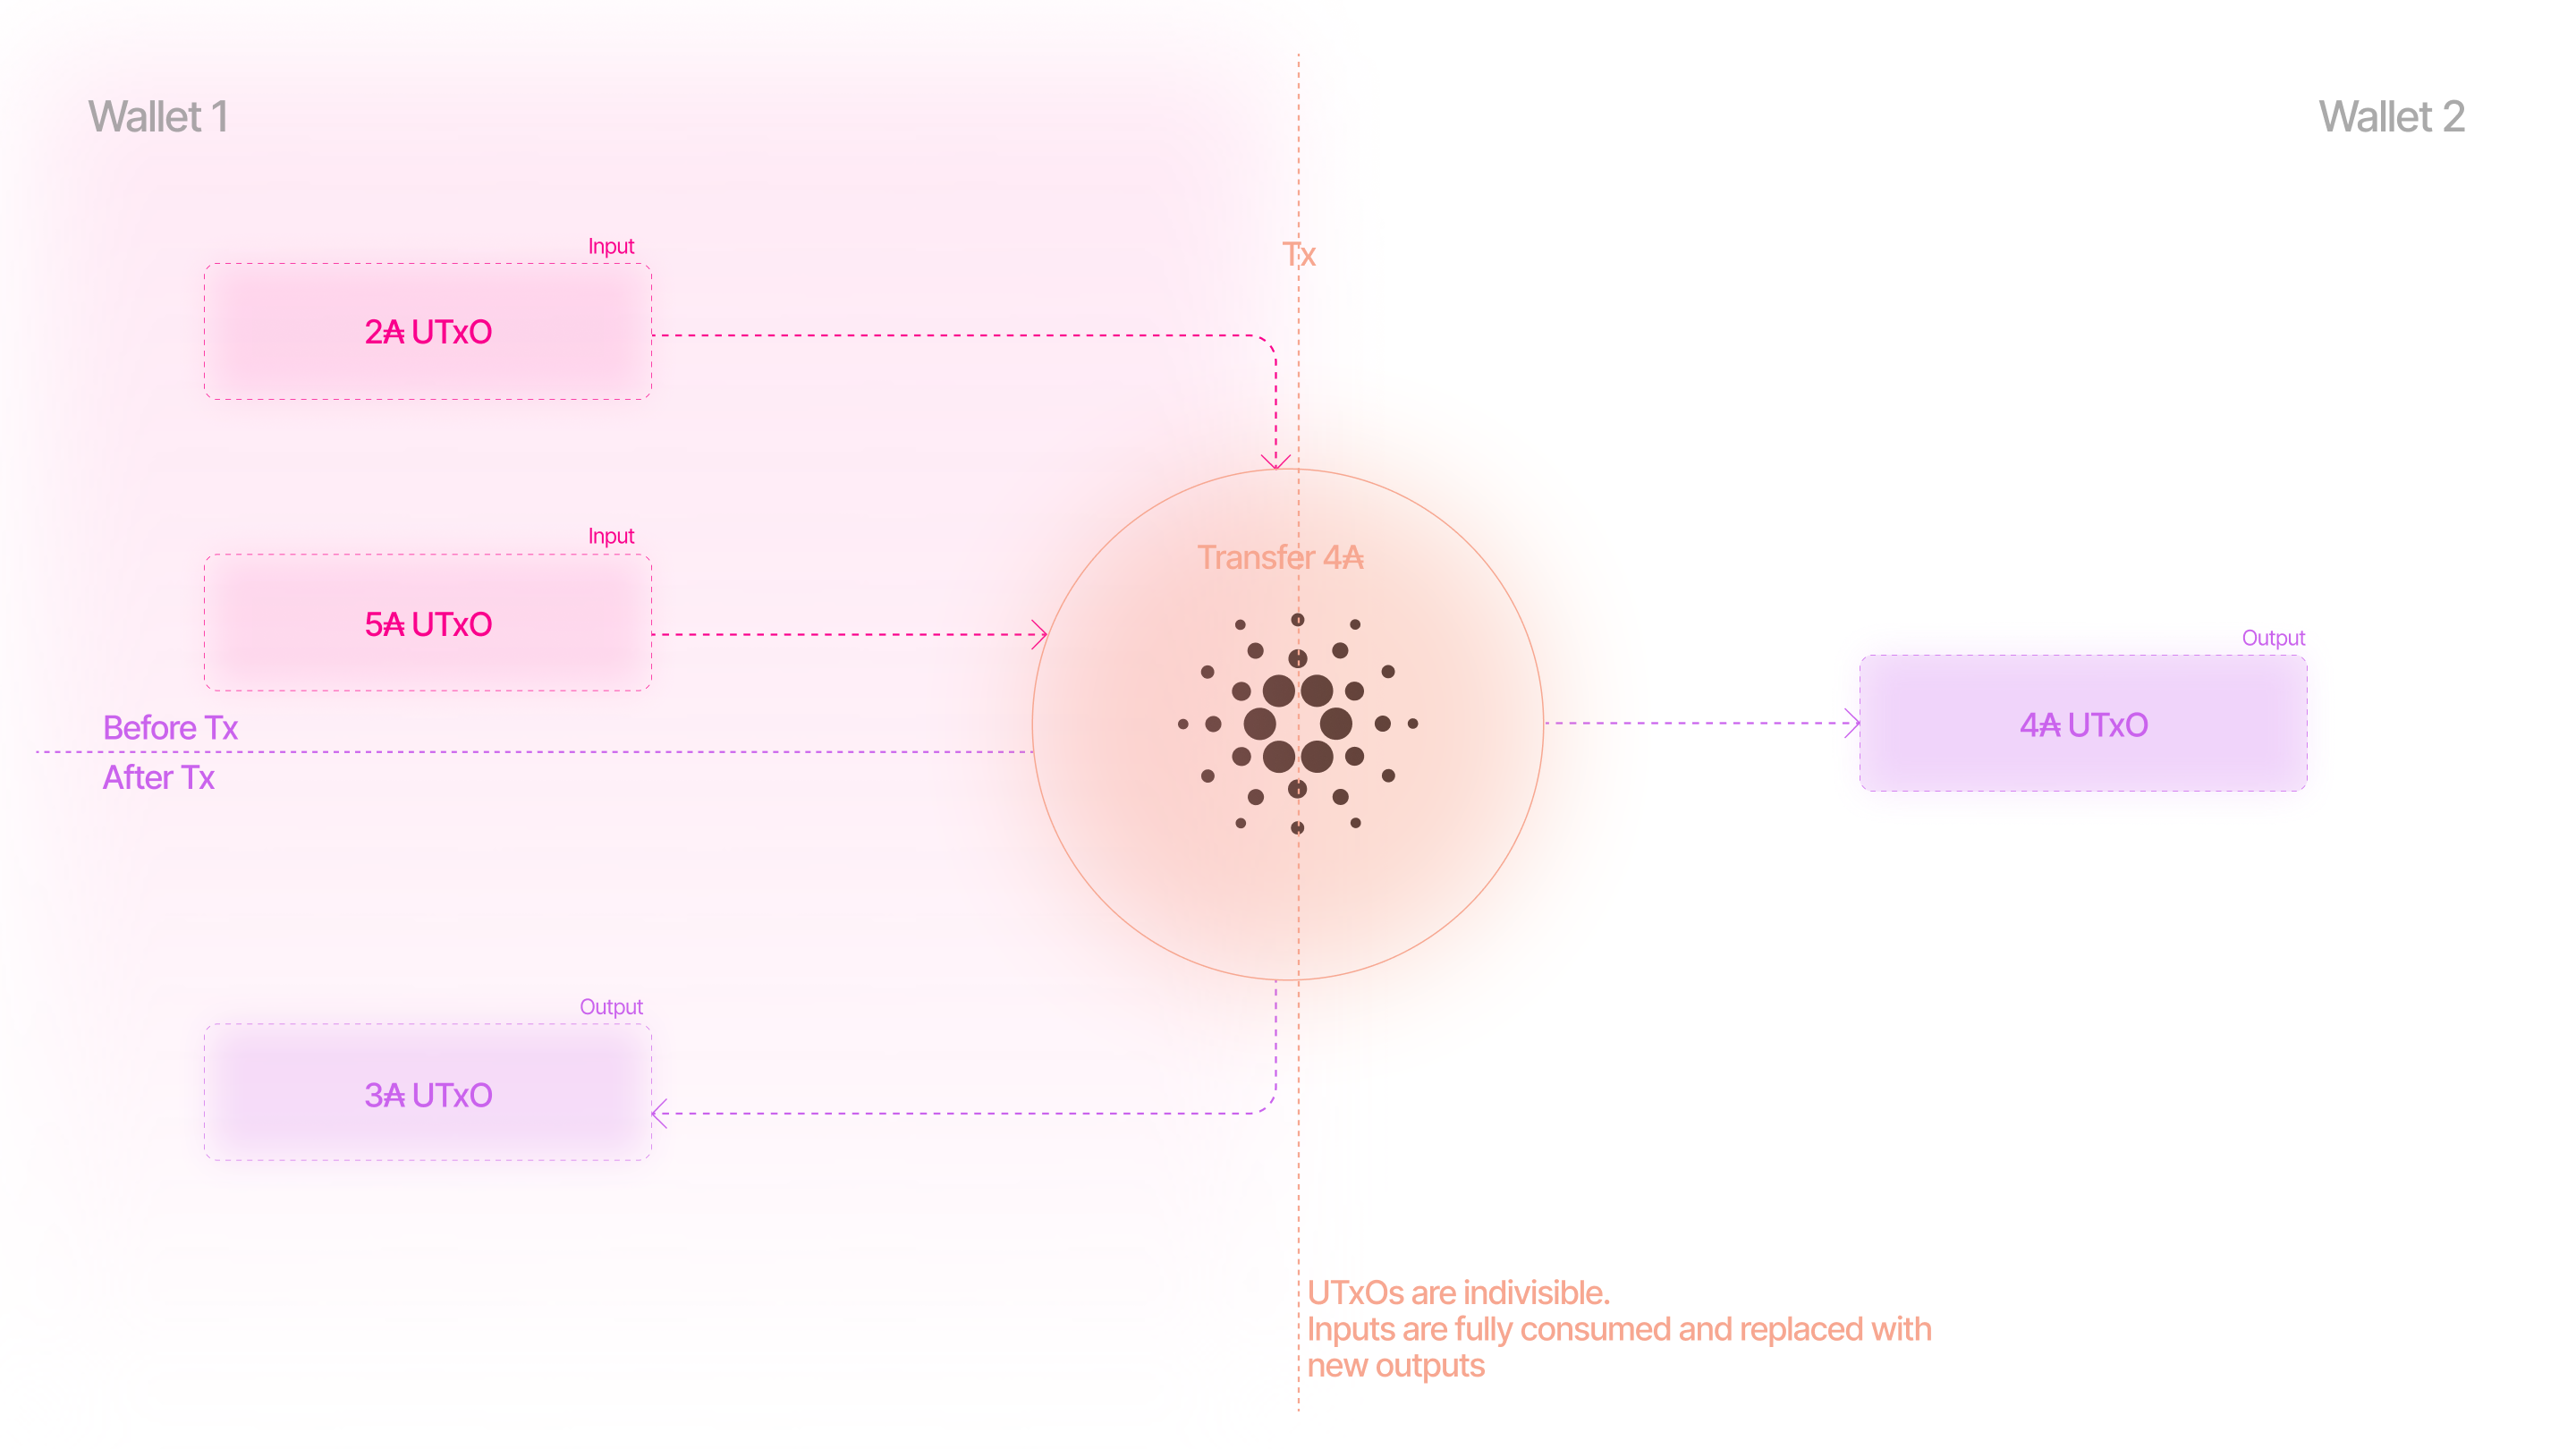 Wallet 1
Wallet 2
Input
Tx
2₳ UTxO
Input
Transfer 4₳
5₳ UTxO
Output
Before Tx
4₳ UTxO
After Tx
Output
3₳ UTxO
UTxOs are indivisible.
Inputs are fully consumed and replaced with
new outputs